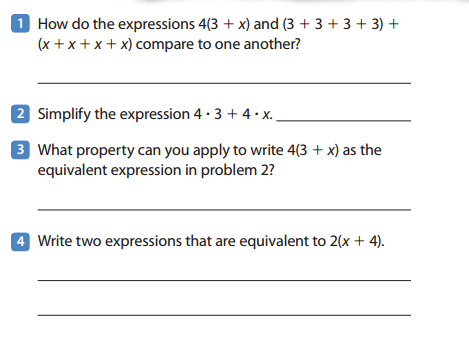 1 How do the expressions 4(3 + x) and (3 + 3 + 3 + 3) +
(x + x + x + x) compare to one another?
2 Simplify the expression 4 · 3 + 4 · x.
3 What property can you apply to write 4(3 + x) as the
equivalent expression in problem 2?
4 Write two expressions that are equivalent to 2(x + 4).